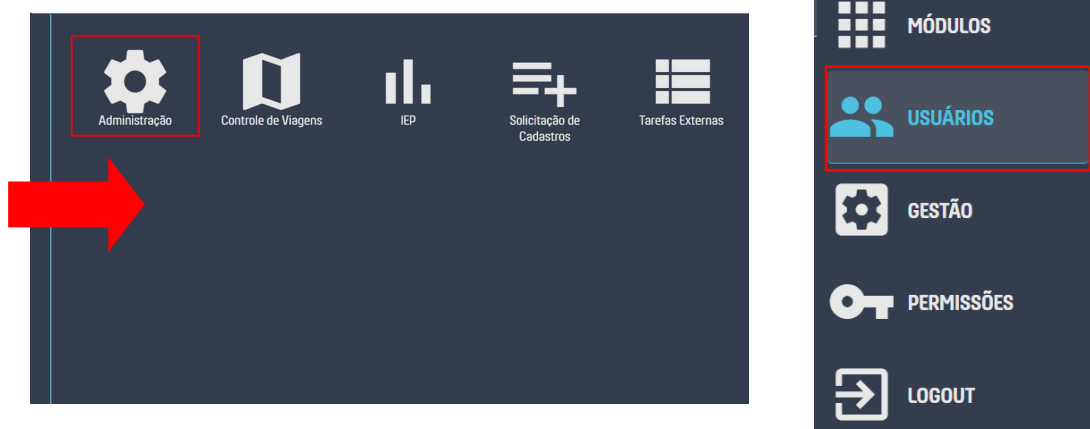 Administração
Controle de Viagens
IEP
Solicitação de
Cadastros
Tarefas Externas
MÓDULOS
USUÁRIOS
GESTÃO
PERMISSÕES
LOGOUT